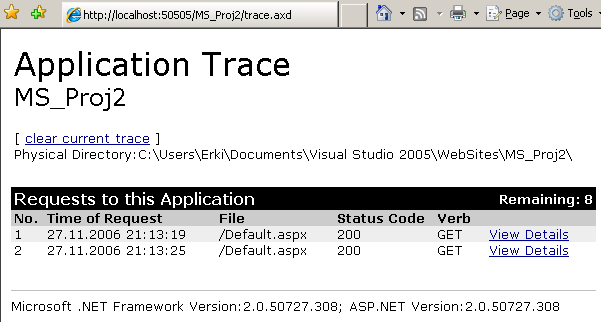 http://localhost:50505/MS_Proj2/trace.axd Page Tools
Application Trace
MS_Proj2
[ clear current trace ]
Physical Directory:C:\Users\Erki\Documents\Visual Studio 2005\WebSites\MS_Proj2\
Requests to this Application Remaining: 8
No. Time of Request File Status Code Verb
1 27.11.2006 21:13:19 /Default.aspx 200 GET View Details
2 27.11.2006 21:13:25 /Default.aspx 200 GET View Details
Microsoft .NET Framework Version:2.0.50727.308; ASP.NET Version:2.0.50727.308